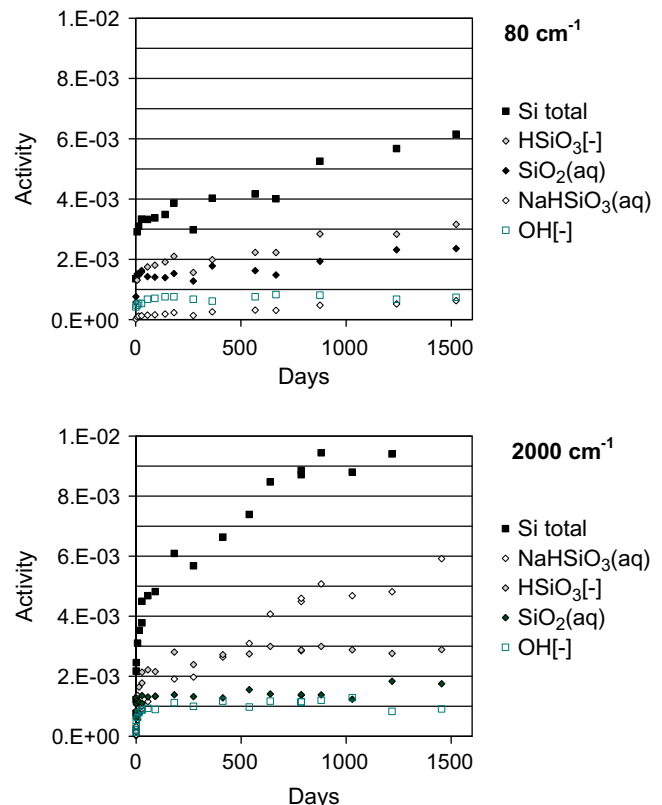 80 cm⁻¹
1.E-02
8.E-03
6.E-03
4.E-03
2.E-03
0.E+00
Activity
0 500 1000 1500
Days
Si total
HSiO₃[-]
SiO₂(aq)
NaHSiO₃(aq)
OH[-]
2000 cm⁻¹
1.E-02
8.E-03
6.E-03
4.E-03
2.E-03
0.E+00
Activity
0 500 1000 1500
Days
Si total
NaHSiO₃(aq)
HSiO₃[-]
SiO₂(aq)
OH[-]